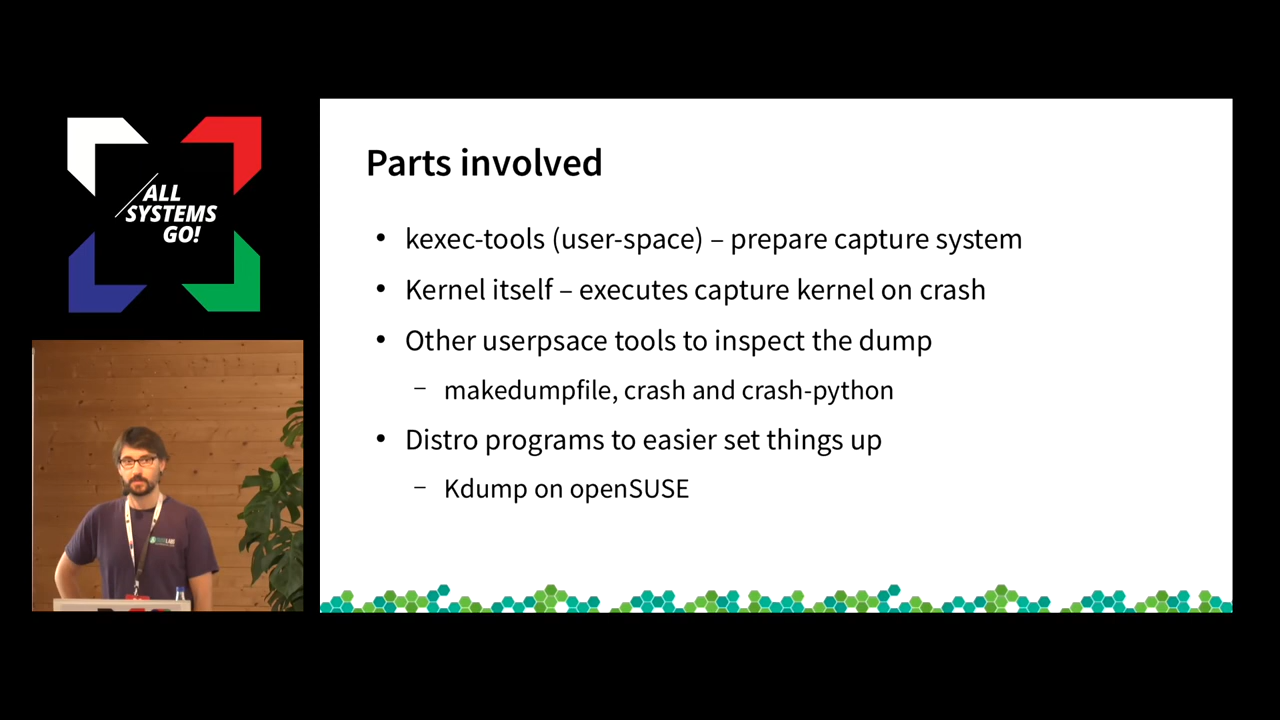 ALL
SYSTEMS
GO!
Parts involved
• kexec-tools (user-space) – prepare capture system
• Kernel itself – executes capture kernel on crash
• Other userpsace tools to inspect the dump
– makedumpfile, crash and crash-python
• Distro programs to easier set things up
– Kdump on openSUSE